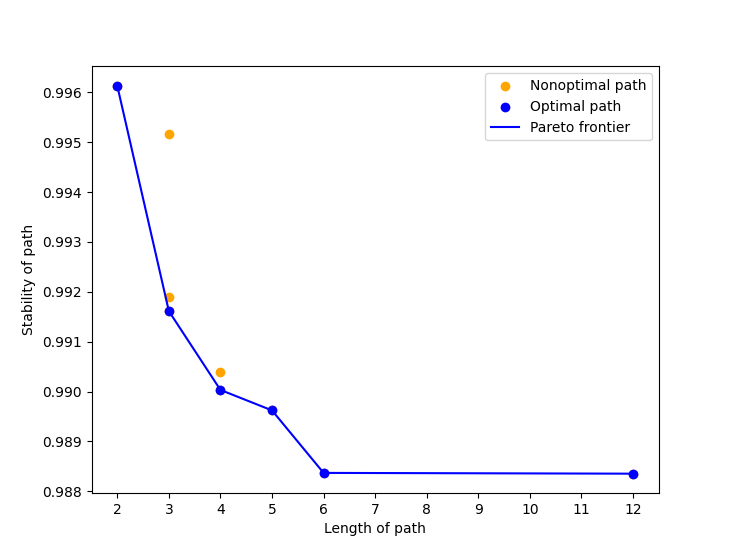 Nonoptimal path
Optimal path
Pareto frontier
Stability of path
0.996
0.995
0.994
0.993
0.992
0.991
0.990
0.989
0.988
2 3 4 5 6 7 8 9 10 11 12
Length of path